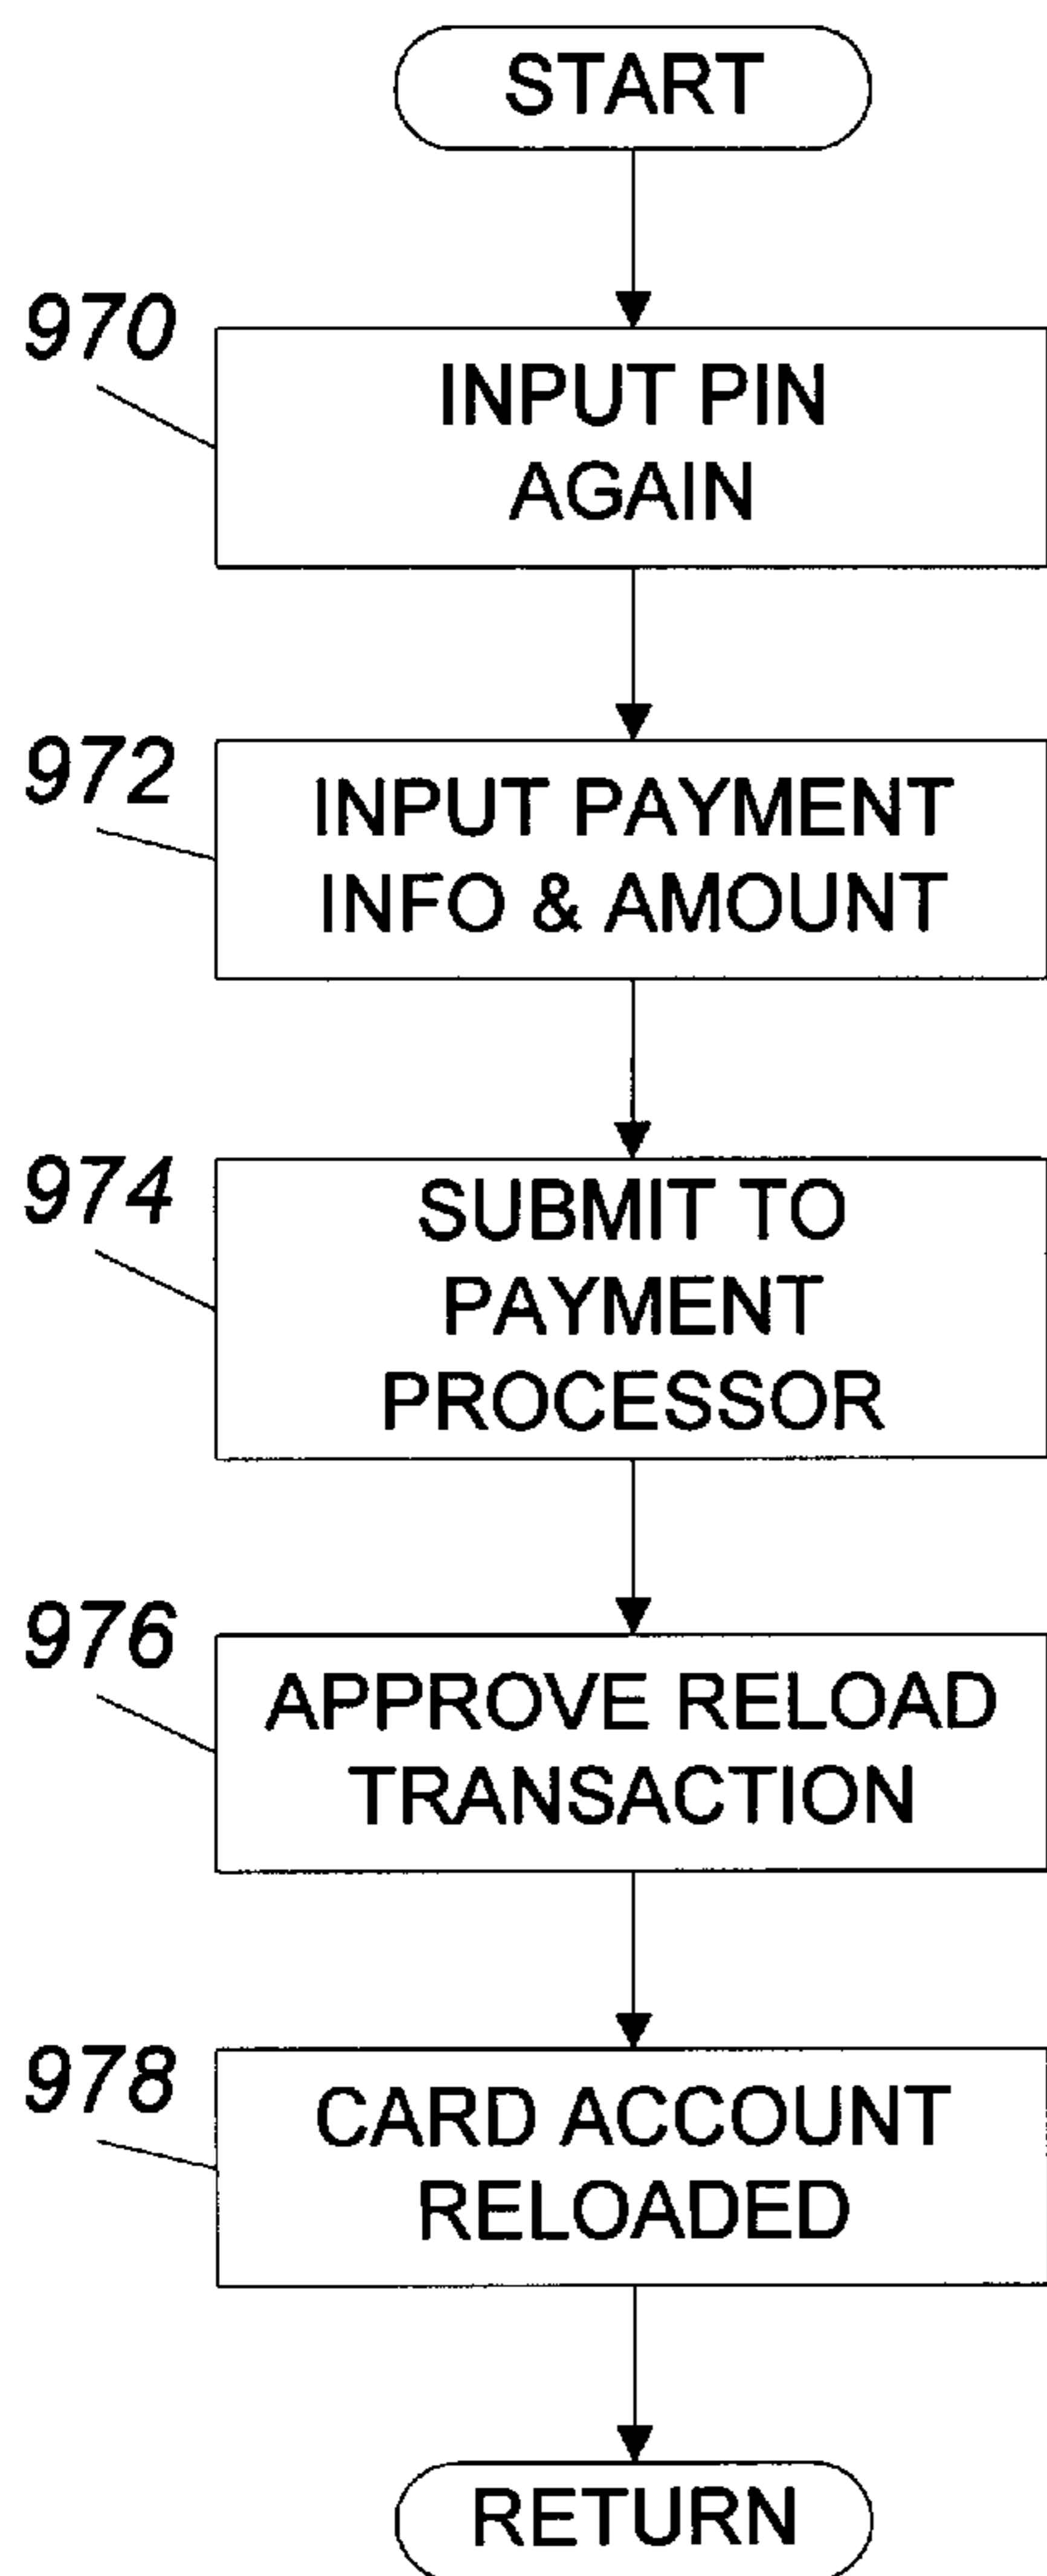 START
970
INPUT PIN
AGAIN
972
INPUT PAYMENT
INFO & AMOUNT
974
SUBMIT TO
PAYMENT
PROCESSOR
976
APPROVE RELOAD
TRANSACTION
978
CARD ACCOUNT
RELOADED
RETURN